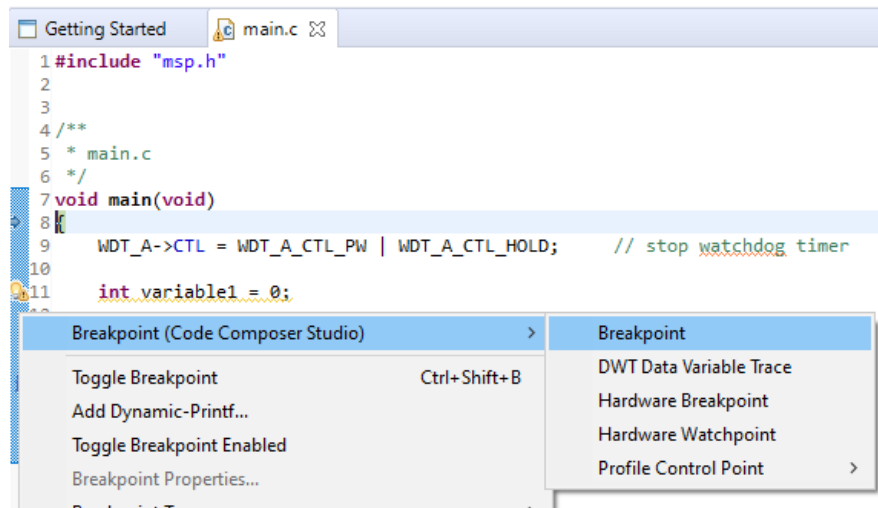 Getting Started main.c
1 #include "msp.h"
2
3
4 /**
5 * main.c
6 */
7 void main(void)
8 {
9 WDT_A->CTL = WDT_A_CTL_PW | WDT_A_CTL_HOLD; // stop watchdog timer
10
11 int variable1 = 0;
Breakpoint (Code Composer Studio) >
Toggle Breakpoint Ctrl+Shift+B
Add Dynamic-Printf...
Toggle Breakpoint Enabled
Breakpoint Properties...
Breakpoint
DWT Data Variable Trace
Hardware Breakpoint
Hardware Watchpoint
Profile Control Point >